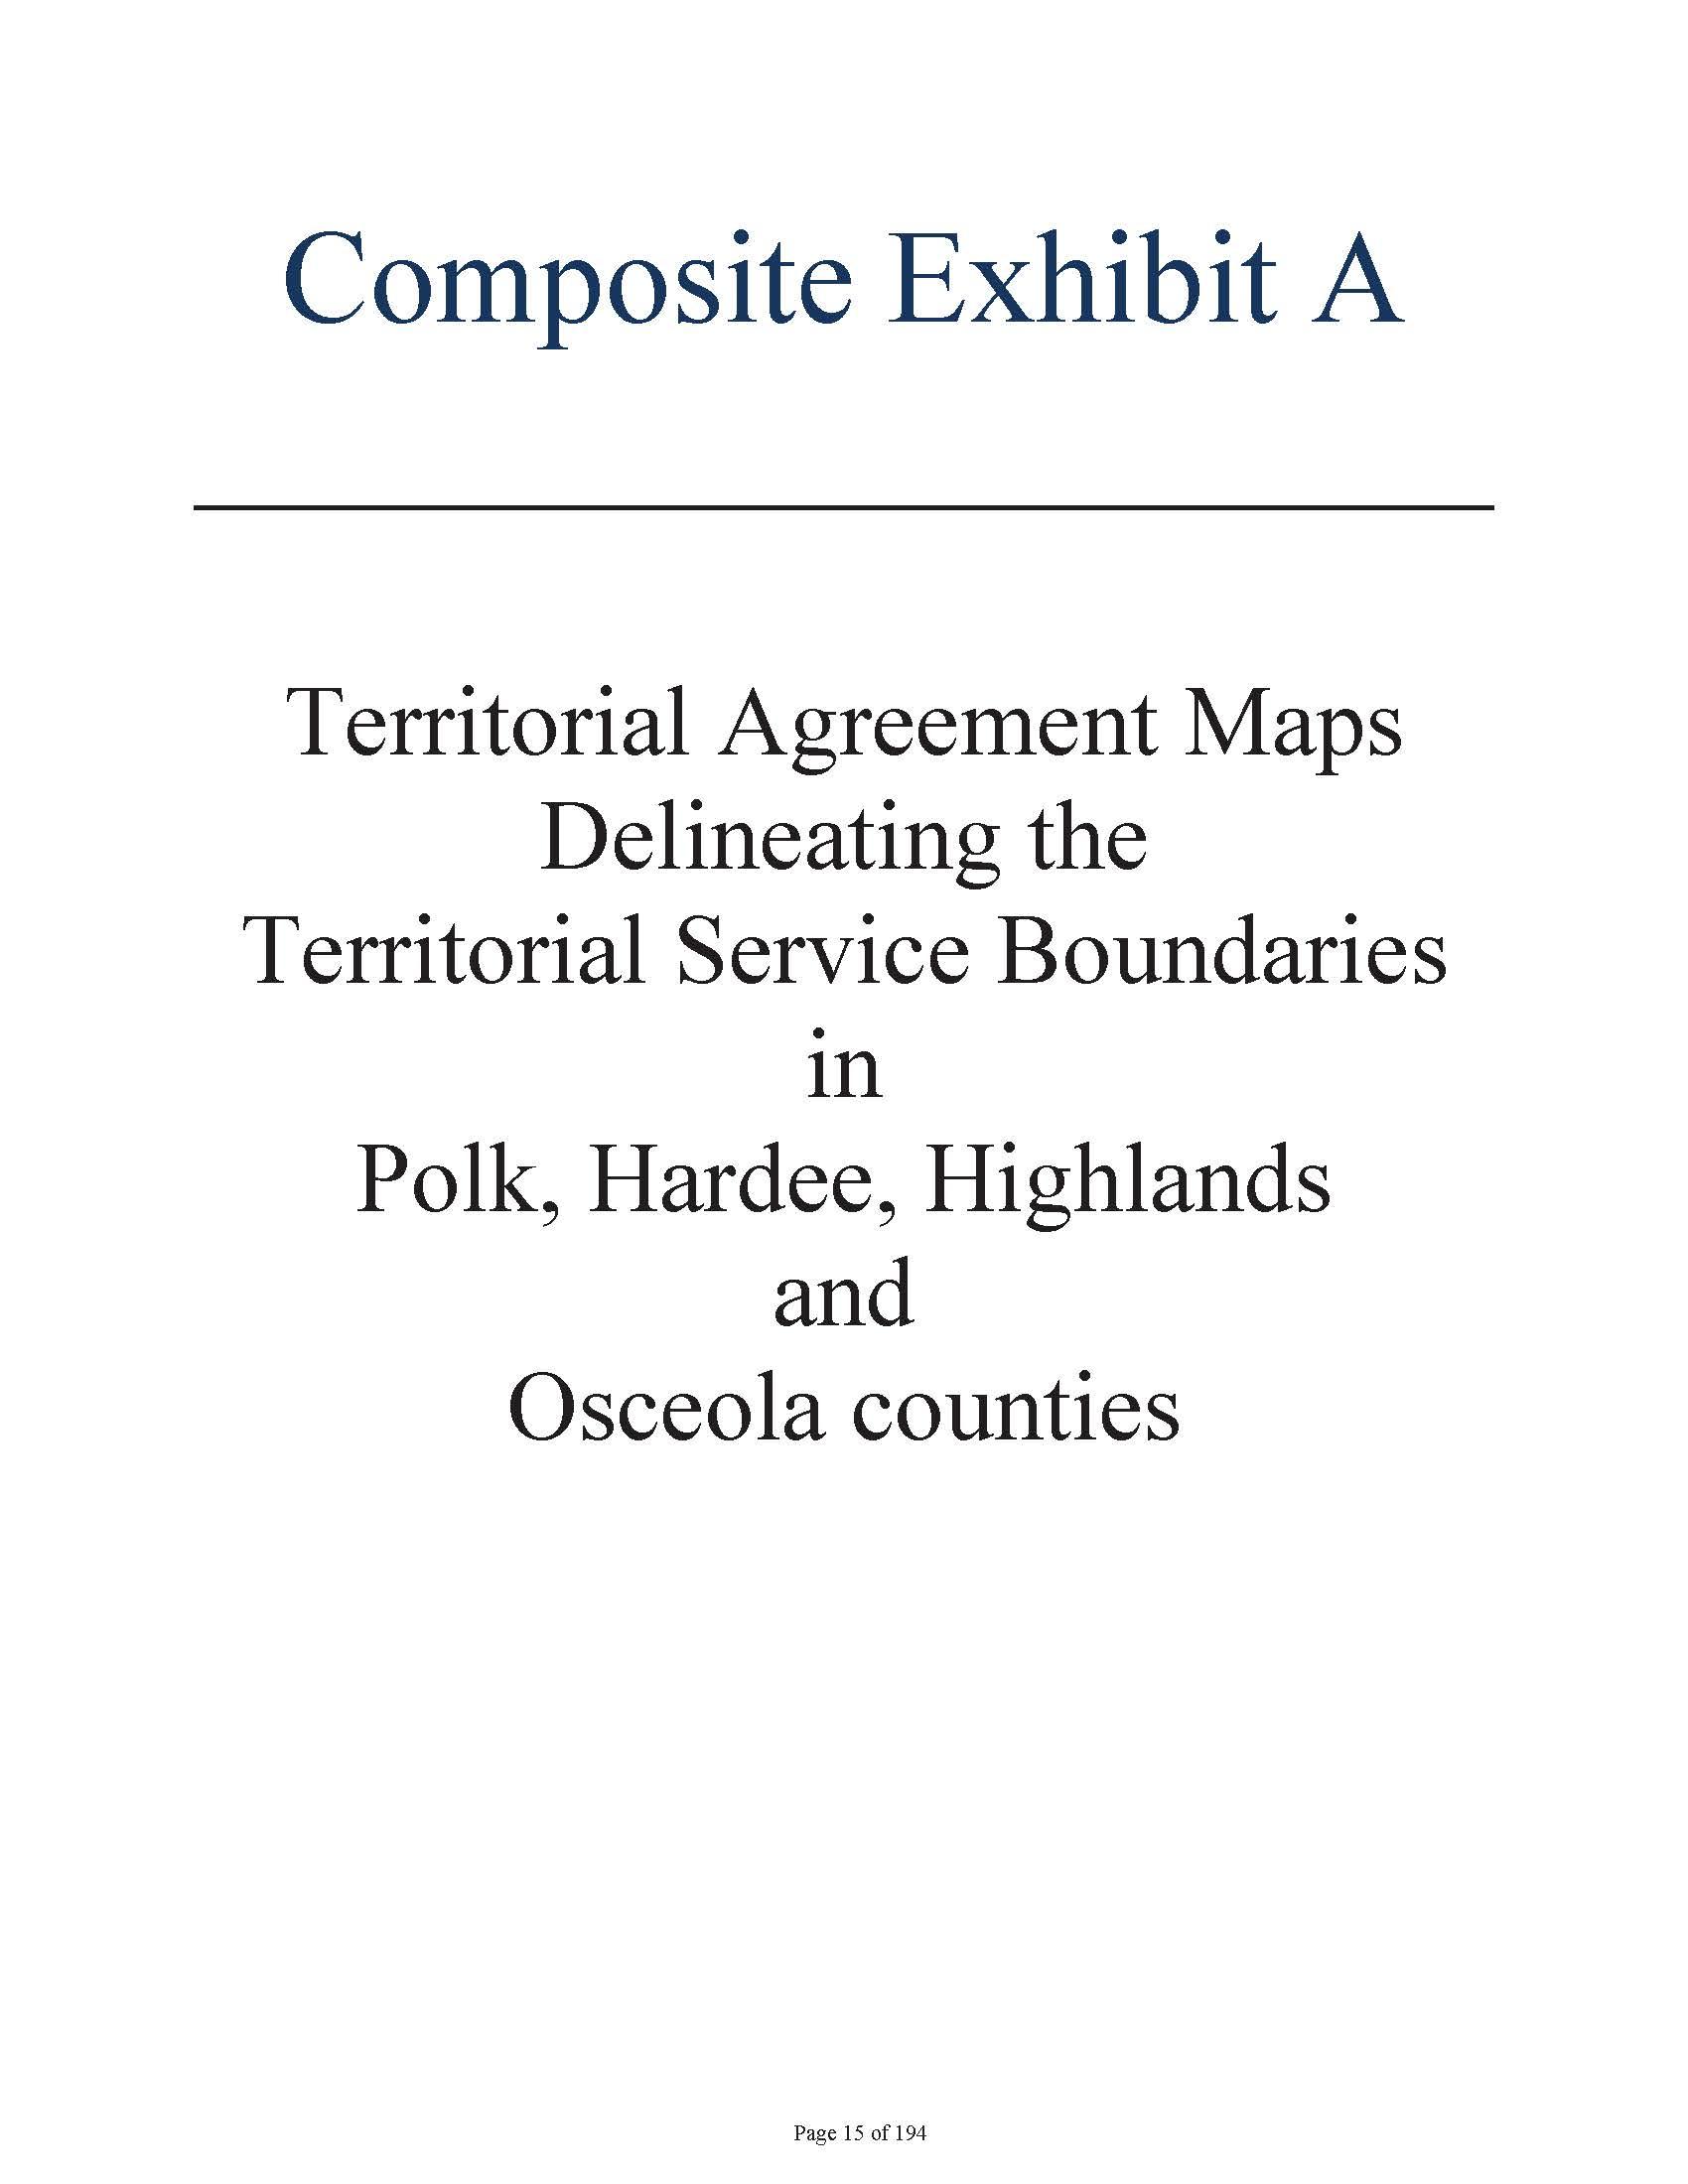 Composite Exhibit A
Territorial Agreement Maps
Delineating the
Territorial Service Boundaries
in
Polk, Hardee, Highlands
and
Osceola counties
Page 15 of 194